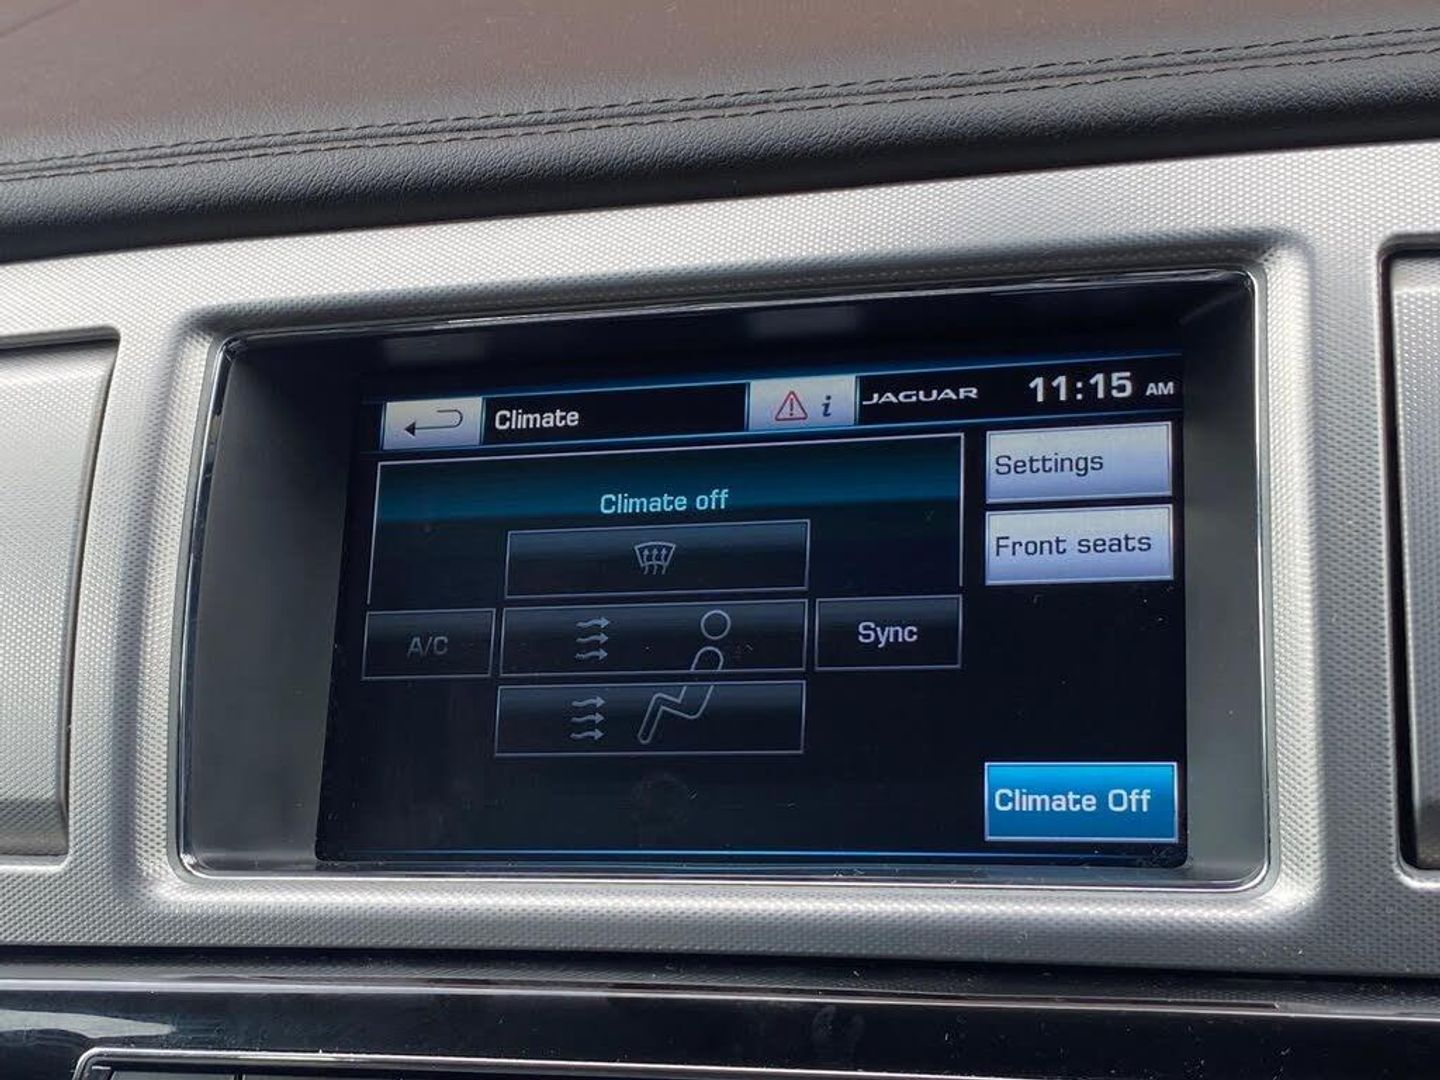 Climate
i
JAGUAR
11:15 AM
Climate off
Settings
Front seats
A/C
Sync
Climate Off